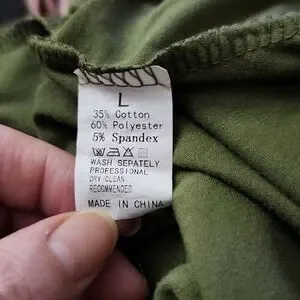 L
35% Cotton
60% Polyester
5% Spandex
WASH SEPATELY
PROFESSIONAL
DRY CLEAN
RECOMMENDED
MADE IN CHINA